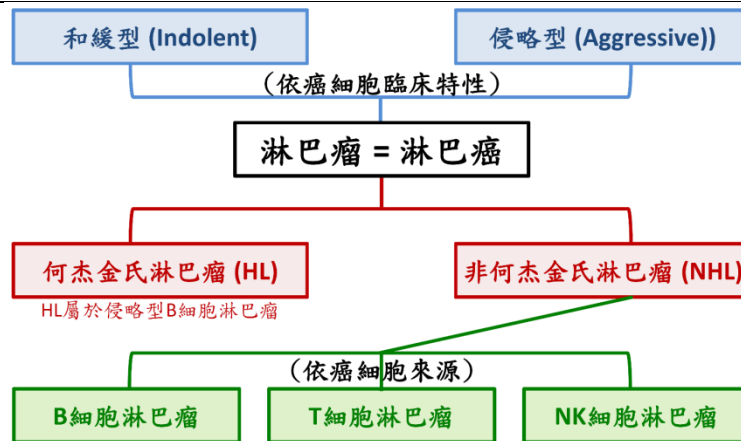 和緩型 (Indolent)
侵略型 (Aggressive))
(依癌細胞臨床特性)
淋巴瘤 = 淋巴癌
何杰金氏淋巴瘤 (HL)
非何杰金氏淋巴瘤 (NHL)
HL屬於侵略型B細胞淋巴瘤
(依癌細胞來源)
B細胞淋巴瘤
T細胞淋巴瘤
NK細胞淋巴瘤